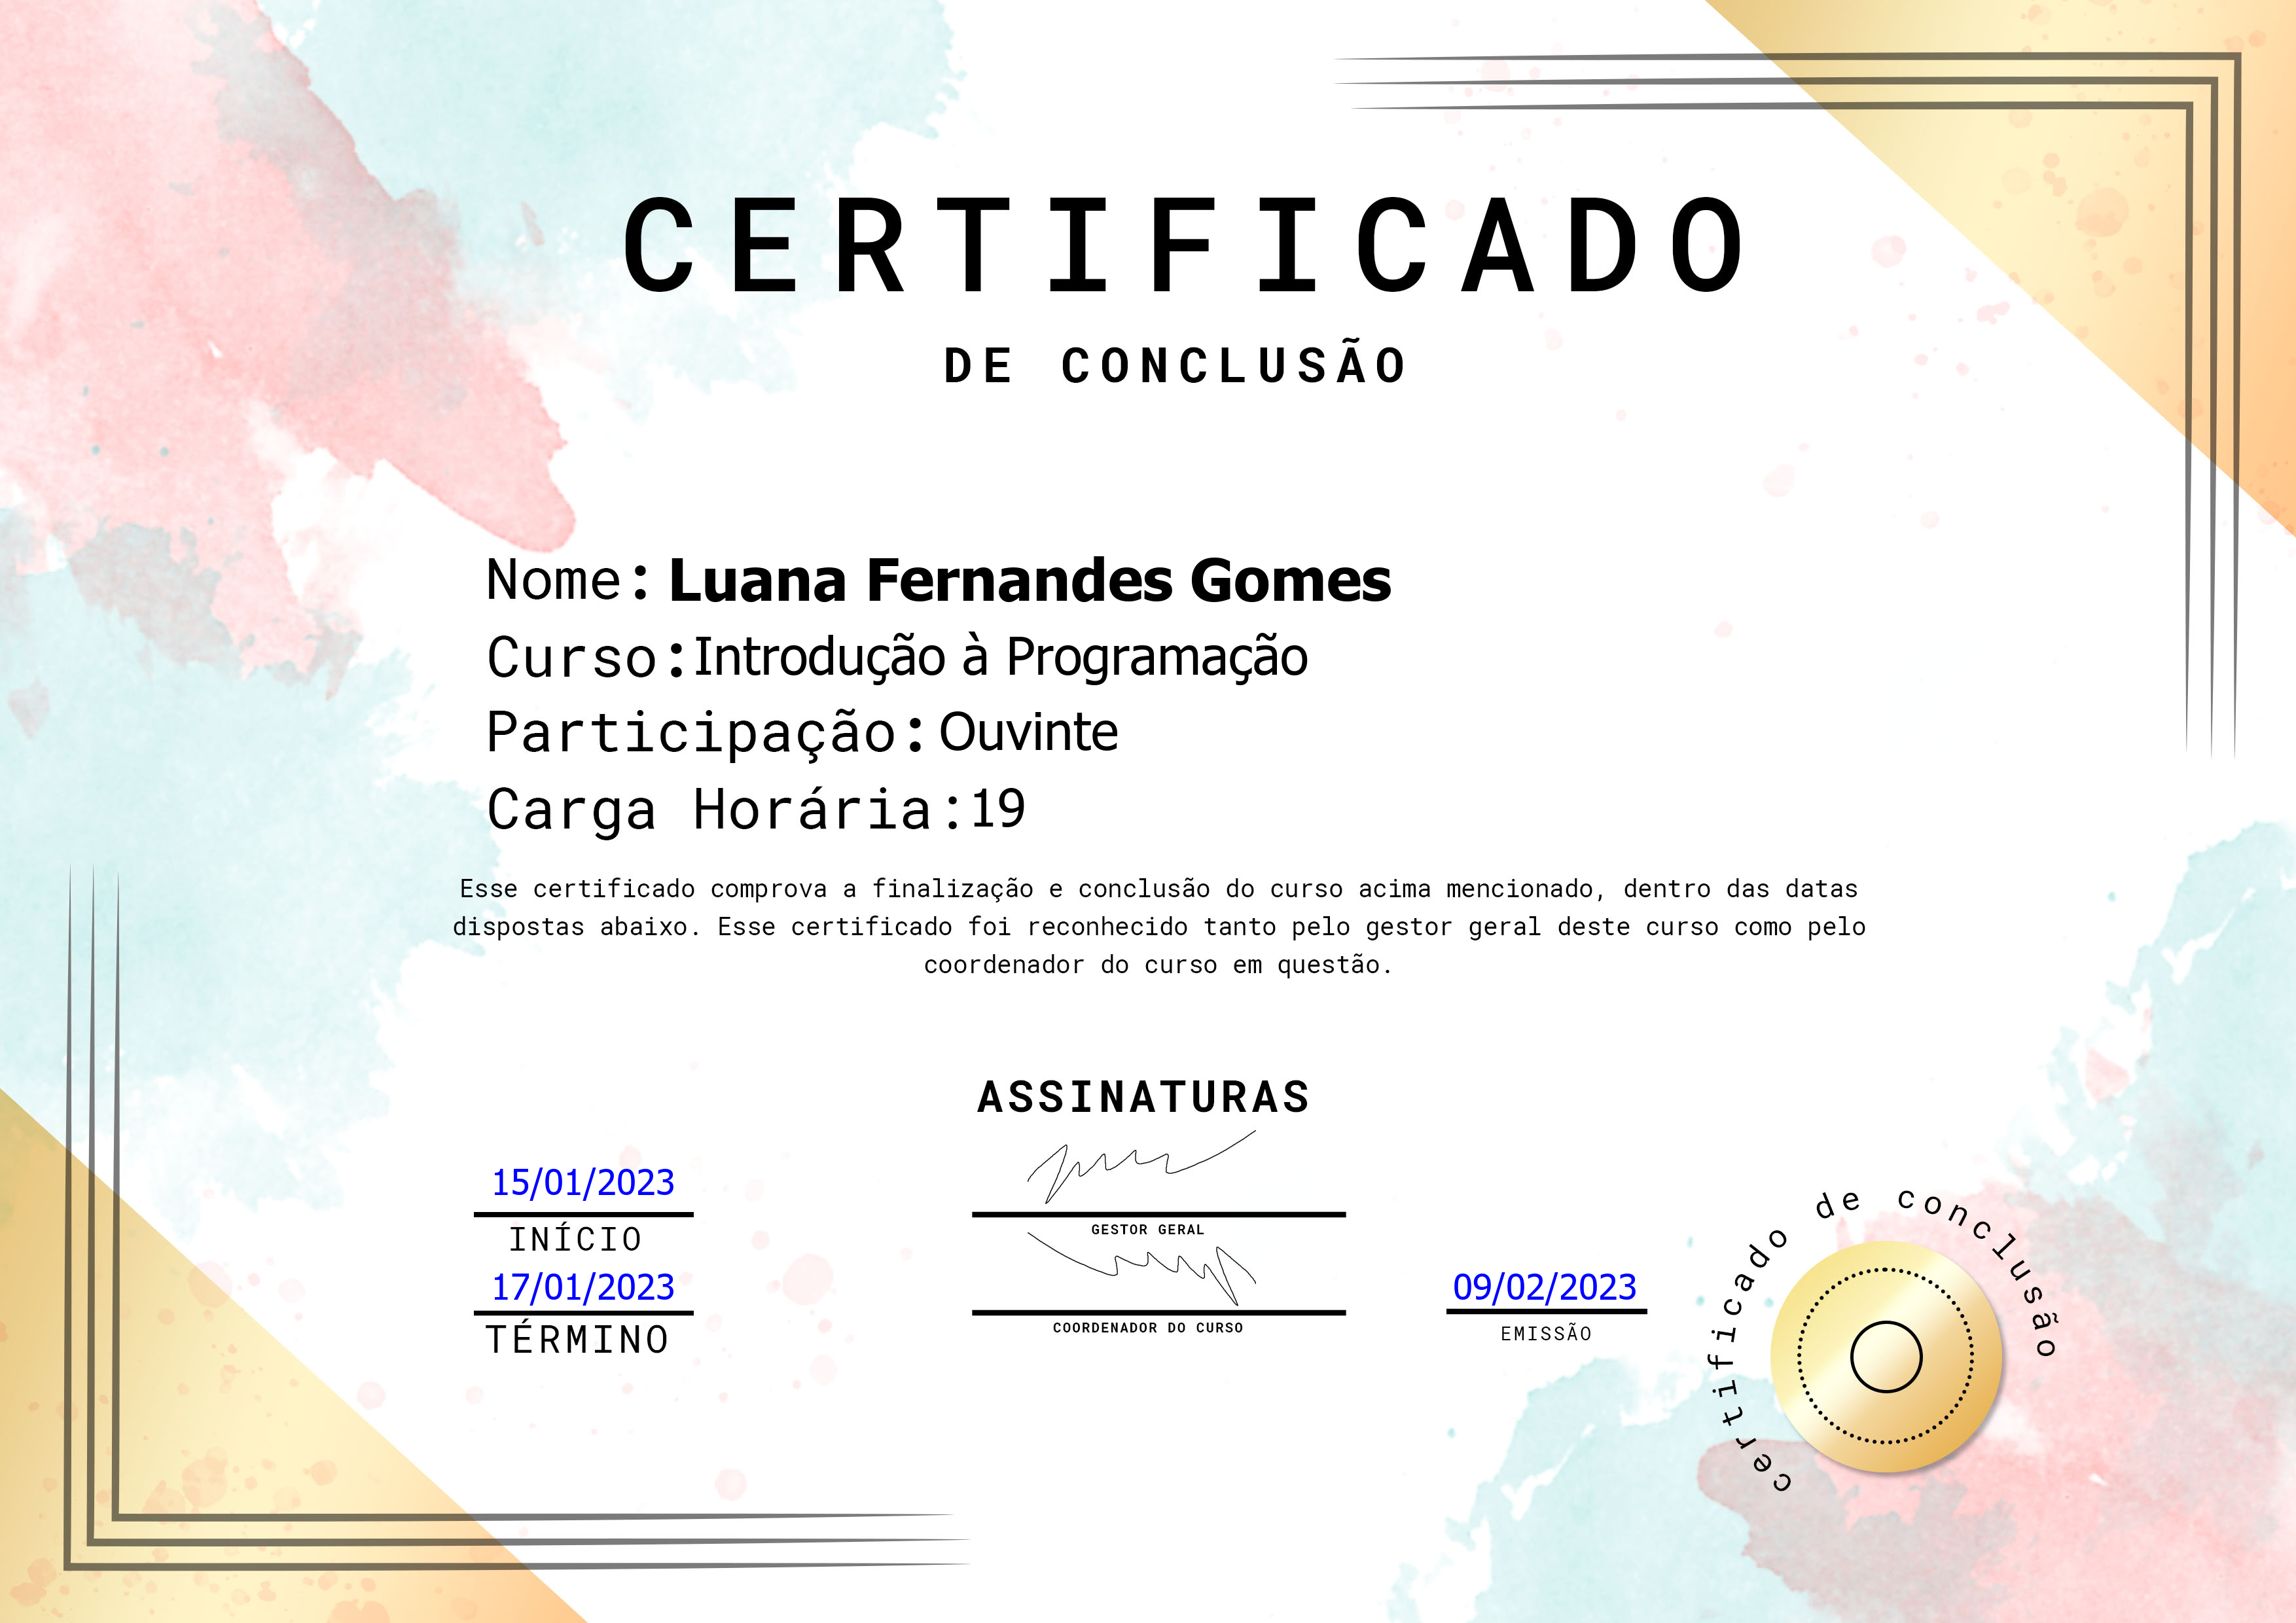 CERTIFICADO
DE CONCLUSÃO
Nome: Luana Fernandes Gomes
Curso:Introdução à Programação
Participação: Ouvinte
Carga Horária:19
Esse certificado comprova a finalização e conclusão do curso acima mencionado, dentro das datas
dispostas abaixo. Esse certificado foi reconhecido tanto pelo gestor geral deste curso como pelo
coordenador do curso em questão.
ASSINATURAS
15/01/2023
INÍCIO
17/01/2023
TÉRMINO
GESTOR GERAL
COORDENADOR DO CURSO
09/02/2023
EMISSÃO
certificado de conclusão